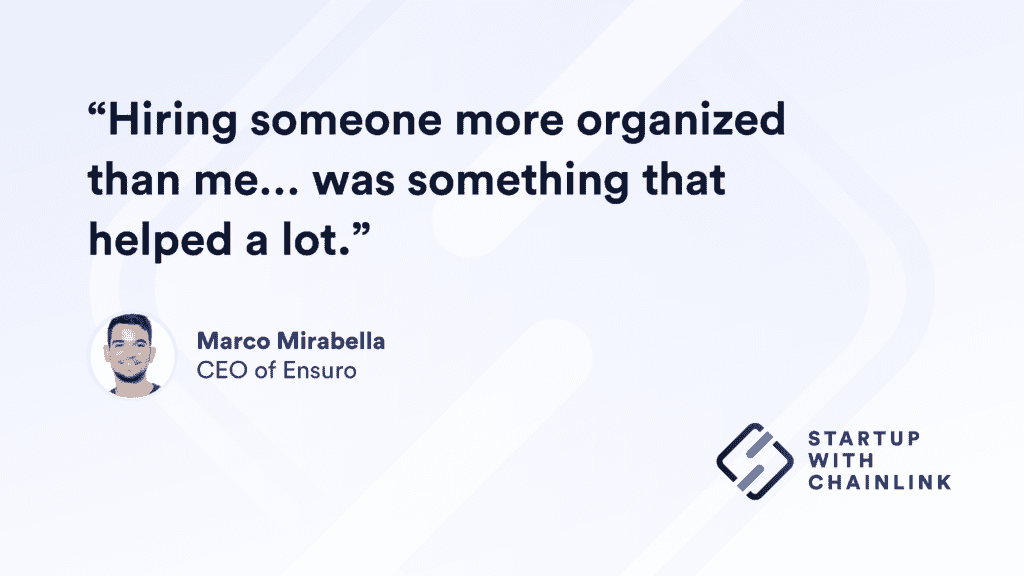 “Hiring someone more organized
than me... was something that
helped a lot.”
Marco Mirabella
CEO of Ensuro
STARTUP
WITH
CHAINLINK